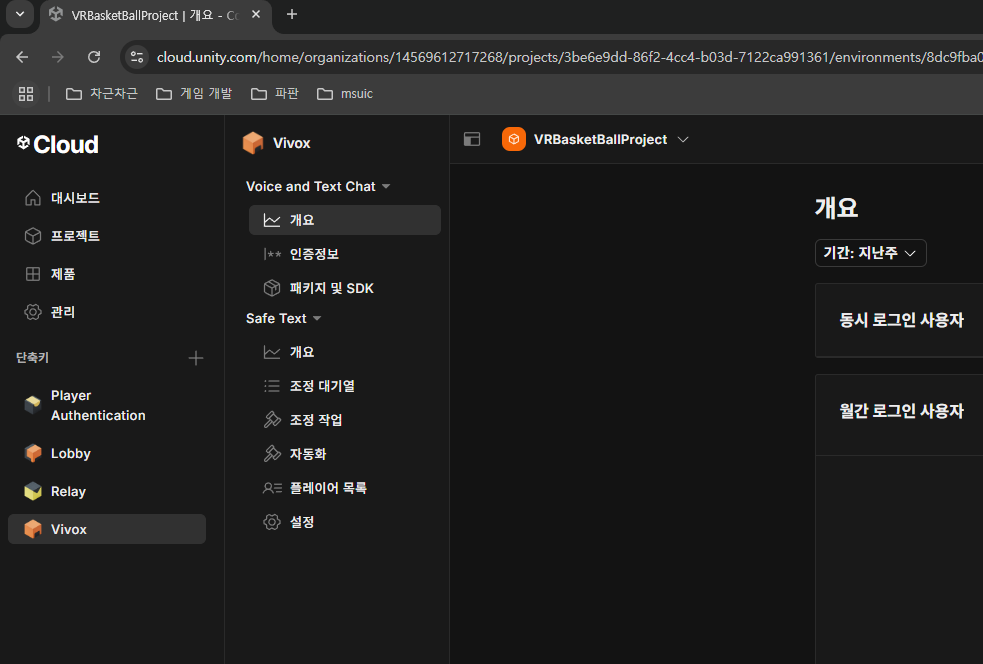 VRBasketBallProject | 개요 - Cc
cloud.unity.com/home/organizations/14569612717268/projects/3be6e9dd-86f2-4cc4-b03d-7122ca991361/environments/8dc9fba0
차근차근
게임 개발
파판
msuic
Cloud
대시보드
프로젝트
제품
관리
단축키
Player
Authentication
Lobby
Relay
Vivox
Vivox
Voice and Text Chat
개요
인증정보
패키지 및 SDK
Safe Text
개요
조정 대기열
조정 작업
자동화
플레이어 목록
설정
VRBasketBallProject
개요
기간: 지난주
동시 로그인 사용자
월간 로그인 사용자